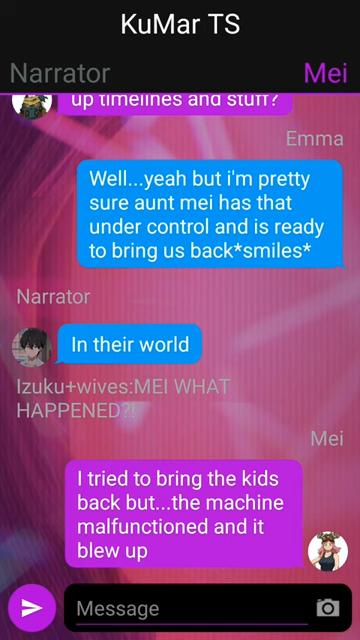 KuMar TS
Narrator
Mei
up timelines and stuff?
Emma
Well...yeah but i'm pretty
sure aunt mei has that
under control and is ready
to bring us back*smiles*
Narrator
In their world
Izuku+wives:MEI WHAT
HAPPENED?!
Mei
I tried to bring the kids
back but...the machine
malfunctioned and it
blew up
Message